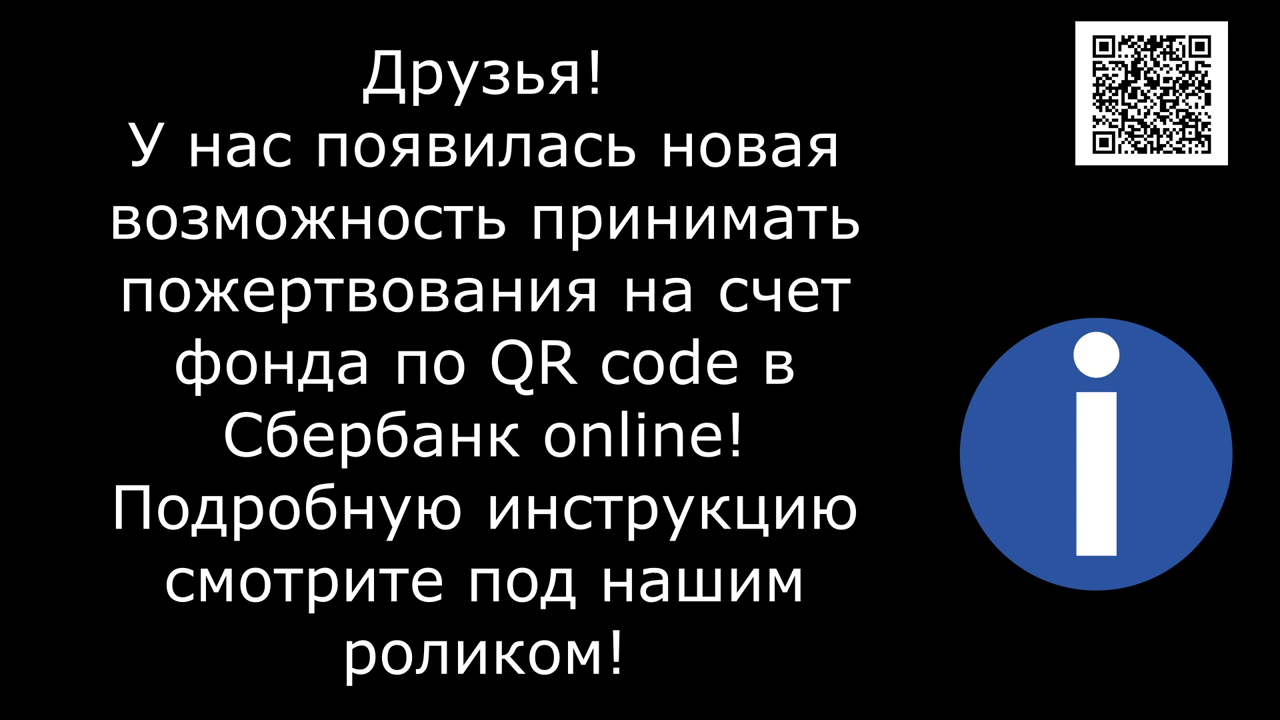 Друзья!
У нас появилась новая
возможность принимать
пожертвования на счет
фонда по QR code в
Сбербанк online!
Подробную инструкцию
смотрите под нашим
роликом!